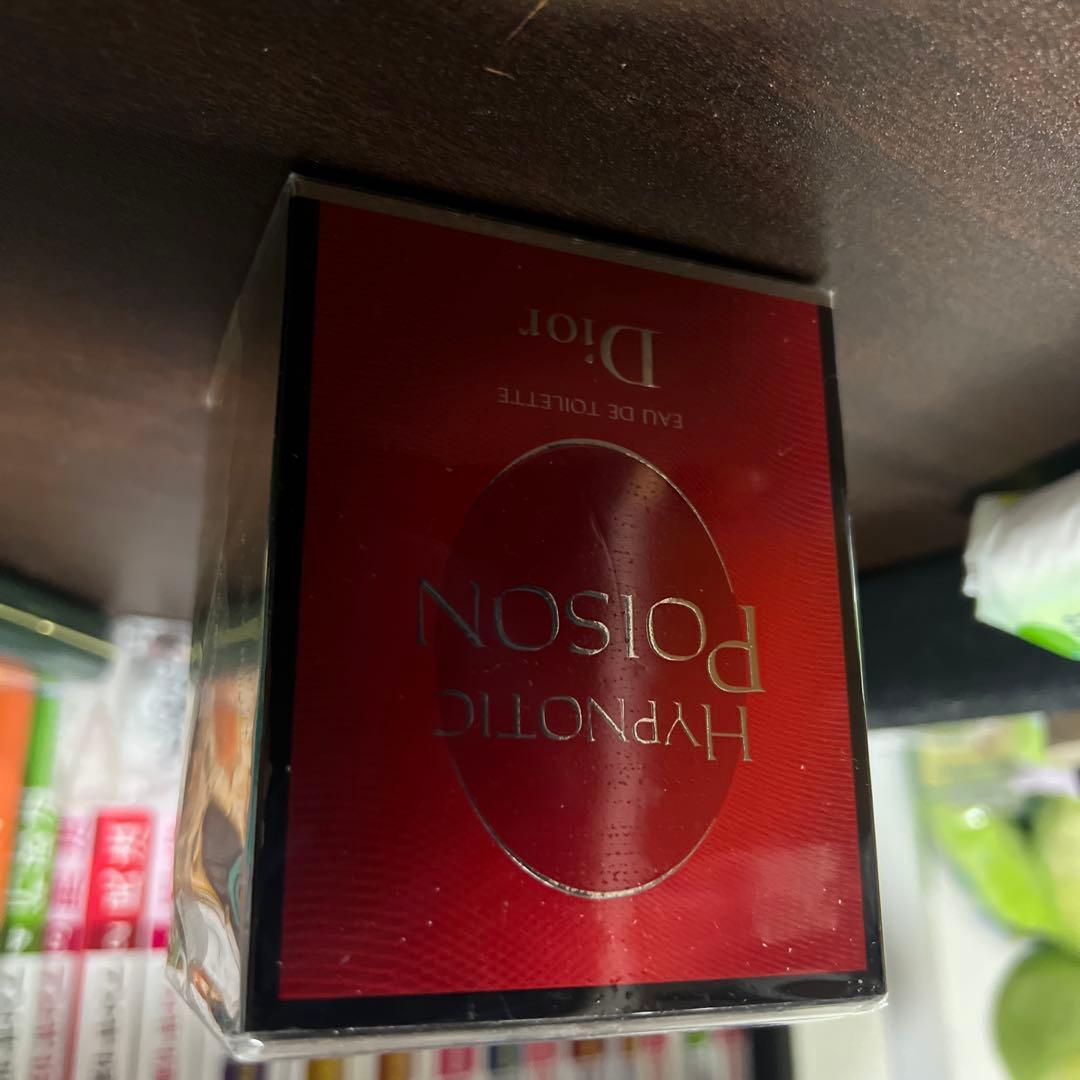 HYPNOTIC
POISON
EAU DE TOILETTE
Dior